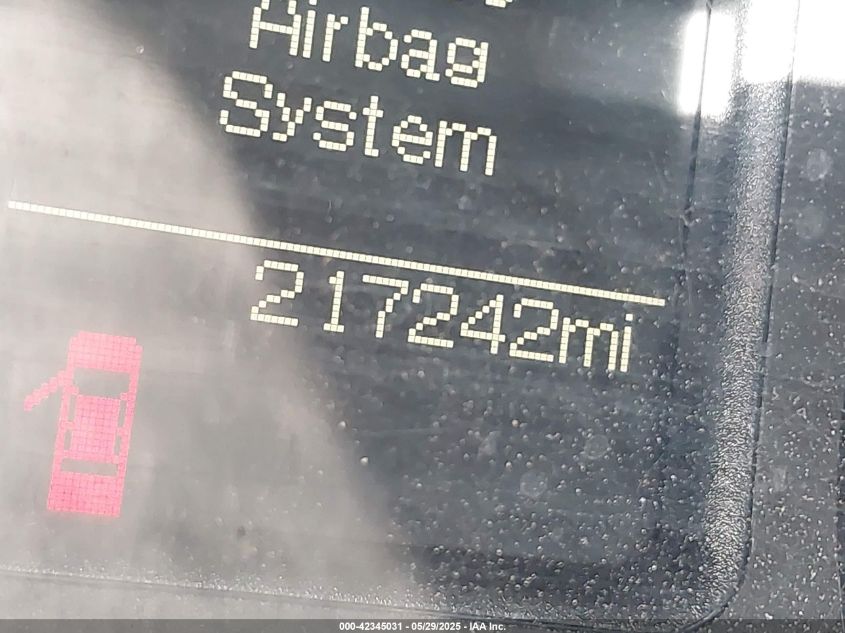 Airbag
System
217242mi
000-42345031 - 05/29/2025 - IAA Inc.